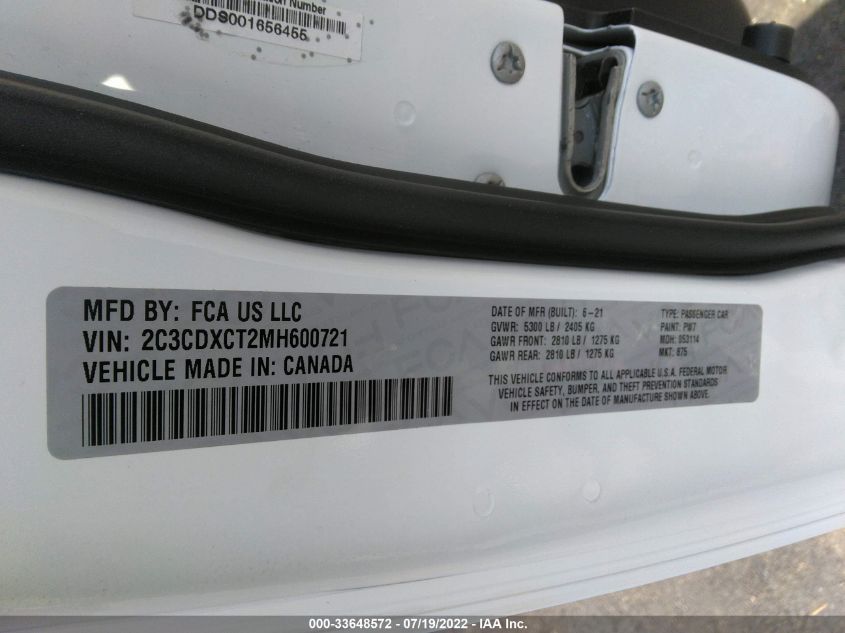 Number
DDS001656455
MFD BY: FCA US LLC
VIN: 2C3CDXCT2MH600721
VEHICLE MADE IN: CANADA
DATE OF MFR (BUILT): 6-21
GVWR: 5300 LB / 2405 KG
GAWR FRONT: 2810 LB / 1275 KG
GAWR REAR: 2810 LB / 1275 KG
TYPE: PASSENGER CAR
PAINT: PW7
MDH: 053114
MKT: 875
THIS VEHICLE CONFORMS TO ALL APPLICABLE U.S.A. FEDERAL MOTOR
VEHICLE SAFETY, BUMPER, AND THEFT PREVENTION STANDARDS
IN EFFECT ON THE DATE OF MANUFACTURE SHOWN ABOVE.
000-33648572 - 07/19/2022 - IAA Inc.